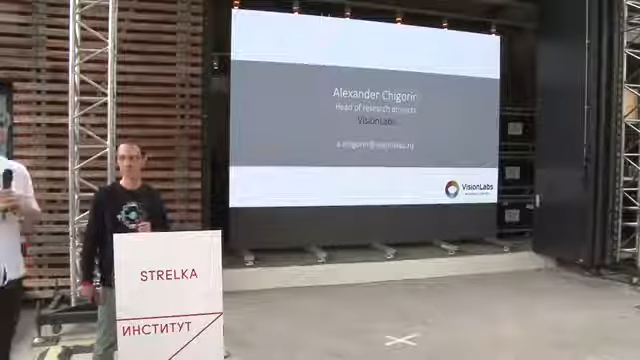 Alexander Chigorin
Head of research projects
VisionLabs
VisionLabs
STRELKA
ИНСТИТУТ